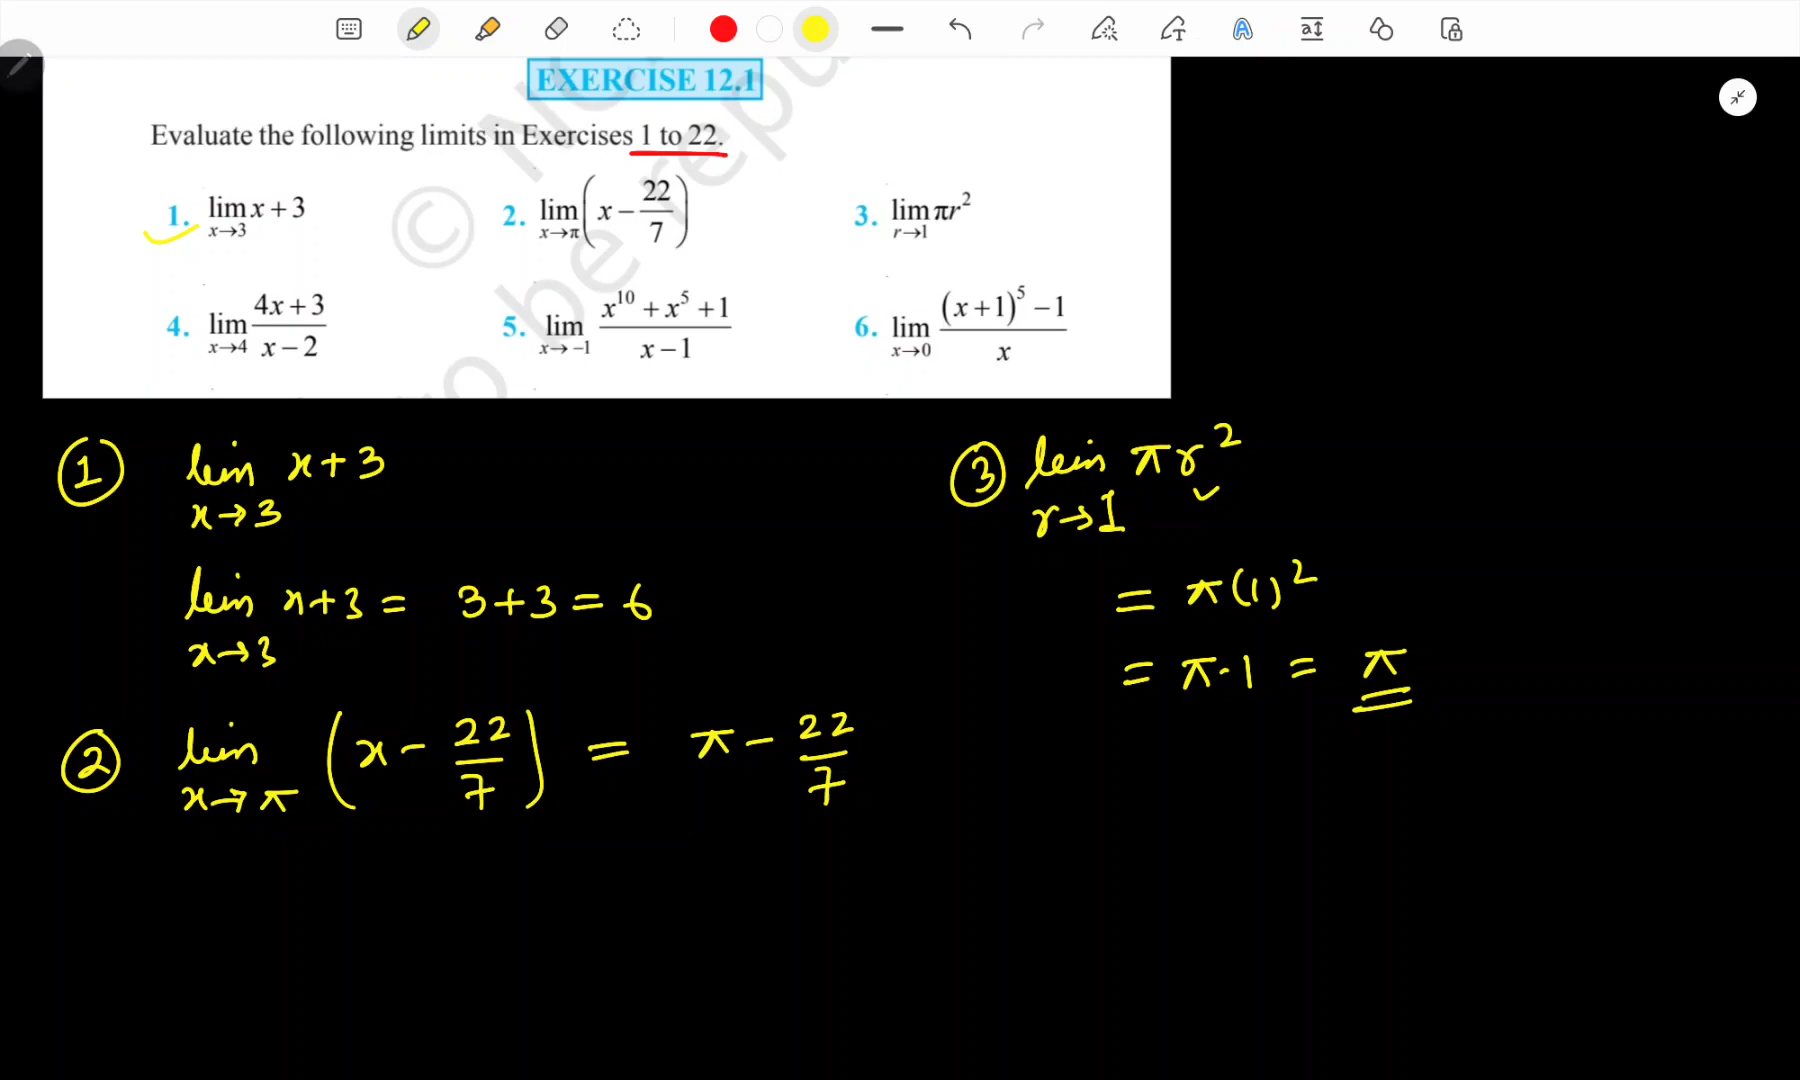 EXERCISE 12.1
Evaluate the following limits in Exercises 1 to 22.
1. lim x→3 x + 3
2. lim x→π (x − 22/7)
3. lim r→1 πr²
4. lim x→4 (4x + 3)/(x − 2)
5. lim x→−1 (x¹⁰ + x⁵ + 1)/(x − 1)
6. lim x→0 ((x + 1)⁵ − 1)/x
① lim x→3 x + 3
lim x→3 x + 3 = 3 + 3 = 6
② lim x→π (x − 22/7) = π − 22/7
③ lim r→1 πr²
= π(1)²
= π·1 = π